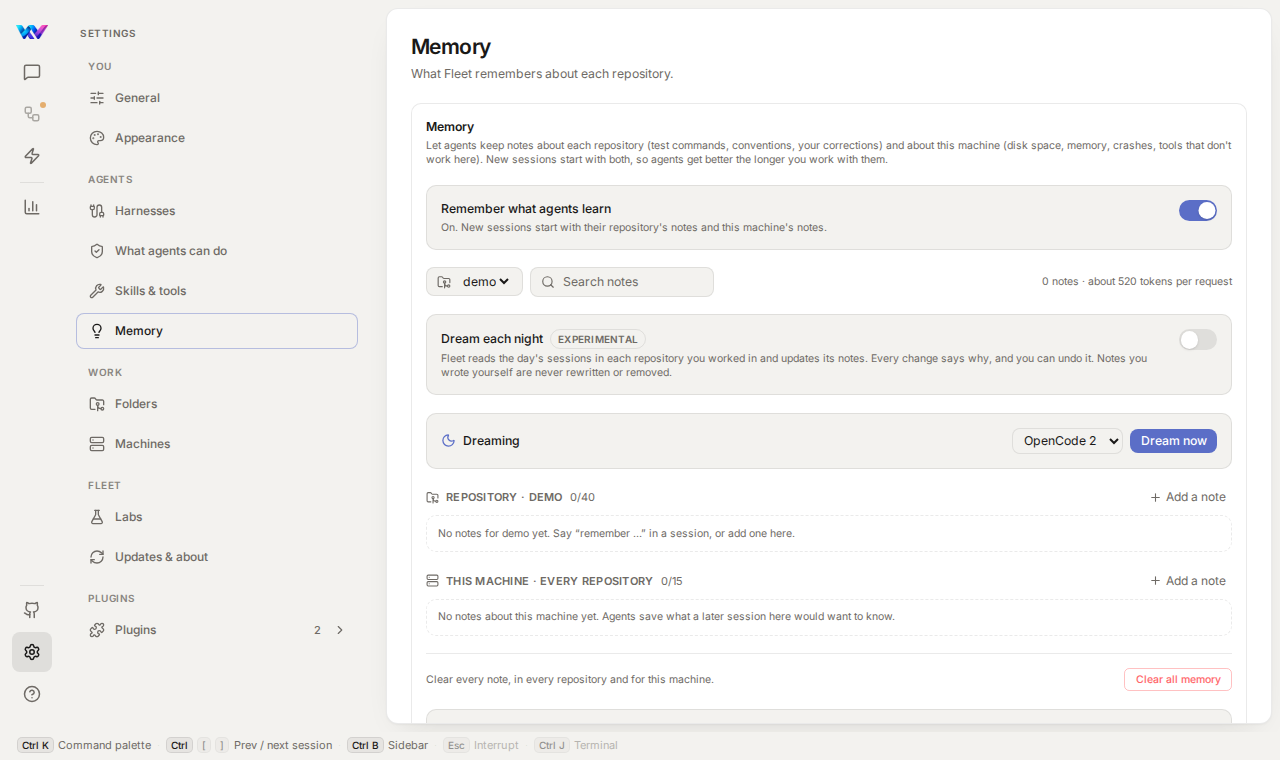 SETTINGS
YOU
General
Appearance
AGENTS
Harnesses
What agents can do
Skills & tools
Memory
WORK
Folders
Machines
FLEET
Labs
Updates & about
PLUGINS
Plugins 2
Memory
What Fleet remembers about each repository.
Memory
Let agents keep notes about each repository (test commands, conventions, your corrections) and about this machine (disk space, memory, crashes, tools that don't
work here). New sessions start with both, so agents get better the longer you work with them.
Remember what agents learn
On. New sessions start with their repository's notes and this machine's notes.
demo Search notes 0 notes · about 520 tokens per request
Dream each night EXPERIMENTAL
Fleet reads the day's sessions in each repository you worked in and updates its notes. Every change says why, and you can undo it. Notes you
wrote yourself are never rewritten or removed.
Dreaming OpenCode 2 Dream now
REPOSITORY · DEMO 0/40 + Add a note
No notes for demo yet. Say “remember …” in a session, or add one here.
THIS MACHINE · EVERY REPOSITORY 0/15 + Add a note
No notes about this machine yet. Agents save what a later session here would want to know.
Clear every note, in every repository and for this machine. Clear all memory
Ctrl K Command palette Ctrl [ ] Prev / next session Ctrl B Sidebar Esc Interrupt Ctrl J Terminal